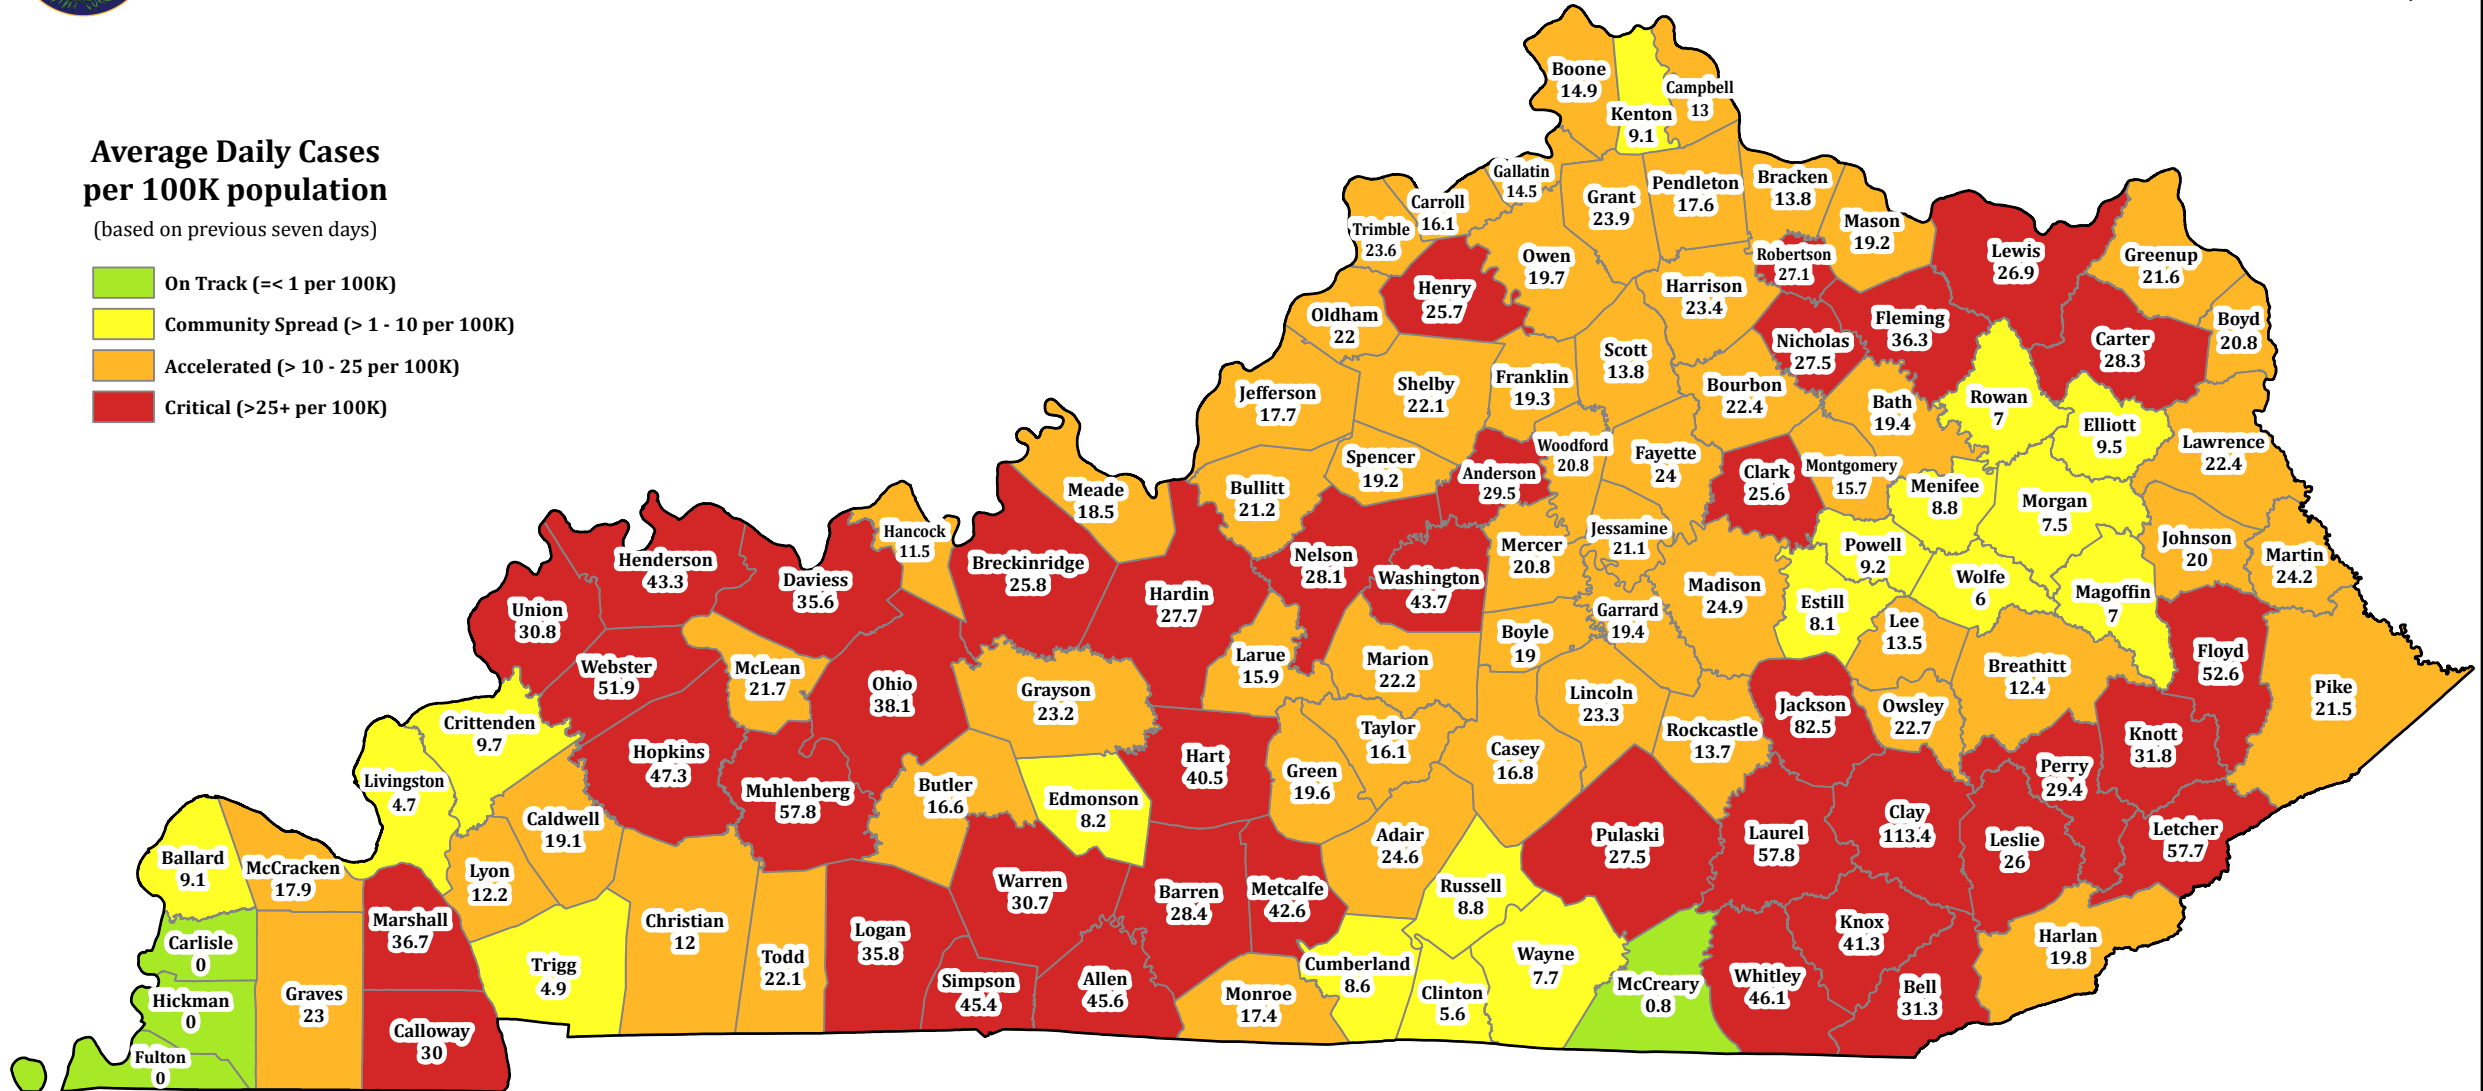 Average Daily Cases
per 100K population
(based on previous seven days)
On Track (=< 1 per 100K)
Community Spread (> 1 - 10 per 100K)
Accelerated (> 10 - 25 per 100K)
Critical (>25+ per 100K)
Boone
14.9
Kenton
9.1
Campbell
13
Gallatin
14.5
Carroll
16.1
Trimble
23.6
Grant
23.9
Pendleton
17.6
Bracken
13.8
Mason
19.2
Robertson
27.1
Lewis
26.9
Greenup
21.6
Boyd
20.8
Carter
28.3
Fleming
36.3
Nicholas
27.5
Harrison
23.4
Owen
19.7
Henry
25.7
Oldham
22
Jefferson
17.7
Shelby
22.1
Franklin
19.3
Scott
13.8
Bourbon
22.4
Bath
19.4
Rowan
7
Elliott
9.5
Lawrence
22.4
Meade
18.5
Bullitt
21.2
Spencer
19.2
Anderson
29.5
Woodford
20.8
Fayette
24
Clark
25.6
Montgomery
15.7
Menifee
8.8
Morgan
7.5
Johnson
20
Martin
24.2
Hancock
11.5
Henderson
43.3
Daviess
35.6
Union
30.8
Breckinridge
25.8
Hardin
27.7
Nelson
28.1
Washington
43.7
Mercer
20.8
Jessamine
21.1
Madison
24.9
Garrard
19.4
Estill
8.1
Powell
9.2
Wolfe
6
Magoffin
7
Floyd
52.6
Pike
21.5
Webster
51.9
McLean
21.7
Ohio
38.1
Grayson
23.2
Larue
15.9
Marion
22.2
Boyle
19
Lincoln
23.3
Rockcastle
13.7
Jackson
82.5
Lee
13.5
Owsley
22.7
Breathitt
12.4
Knott
31.8
Perry
29.4
Letcher
57.7
Leslie
26
Clay
113.4
Laurel
57.8
Pulaski
27.5
Casey
16.8
Taylor
16.1
Green
19.6
Hart
40.5
Edmonson
8.2
Butler
16.6
Muhlenberg
57.8
Hopkins
47.3
Crittenden
9.7
Livingston
4.7
Caldwell
19.1
Lyon
12.2
Ballard
9.1
McCracken
17.9
Marshall
36.7
Carlisle
0
Hickman
0
Fulton
0
Graves
23
Calloway
30
Trigg
4.9
Christian
12
Todd
22.1
Logan
35.8
Simpson
45.4
Warren
30.7
Allen
45.6
Barren
28.4
Metcalfe
42.6
Adair
24.6
Russell
8.8
Monroe
17.4
Cumberland
8.6
Clinton
5.6
Wayne
7.7
McCreary
0.8
Whitley
46.1
Knox
41.3
Bell
31.3
Harlan
19.8